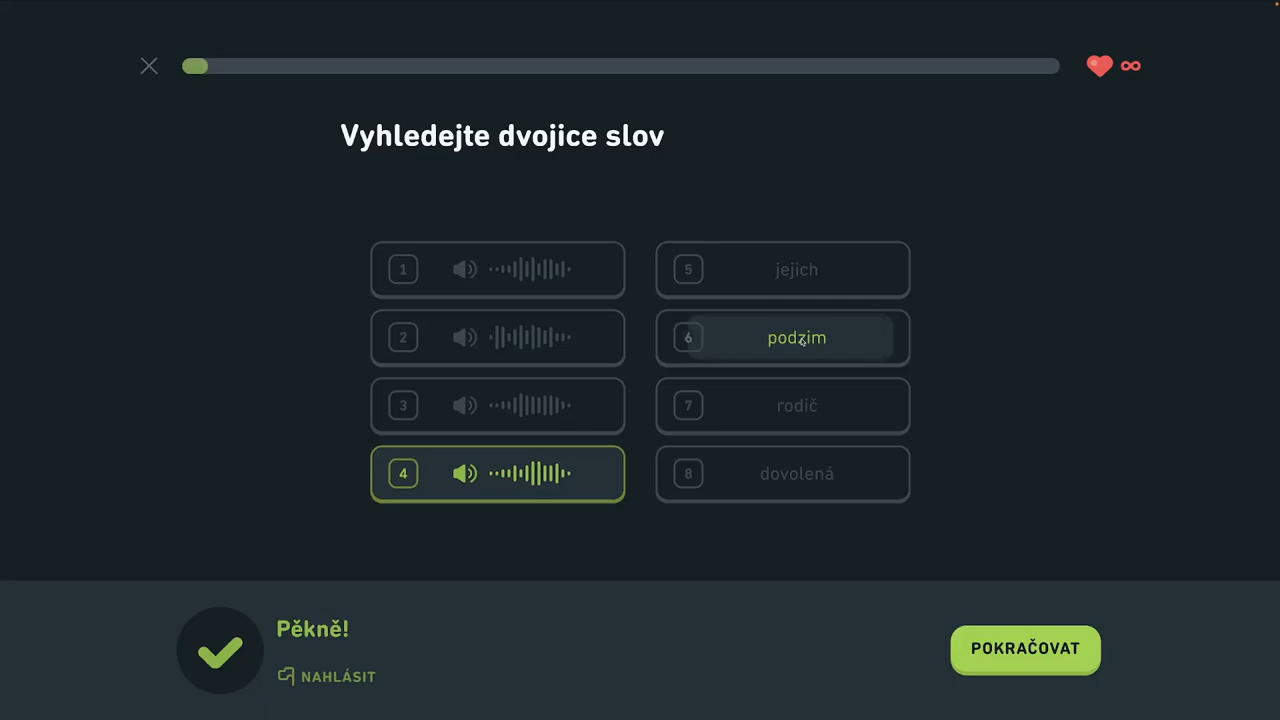 Vyhledejte dvojice slov
1
5 jejich
2
6 podzim
3
7 rodič
4
8 dovolená
Pěkně!
NAHLÁSIT
POKRAČOVAT